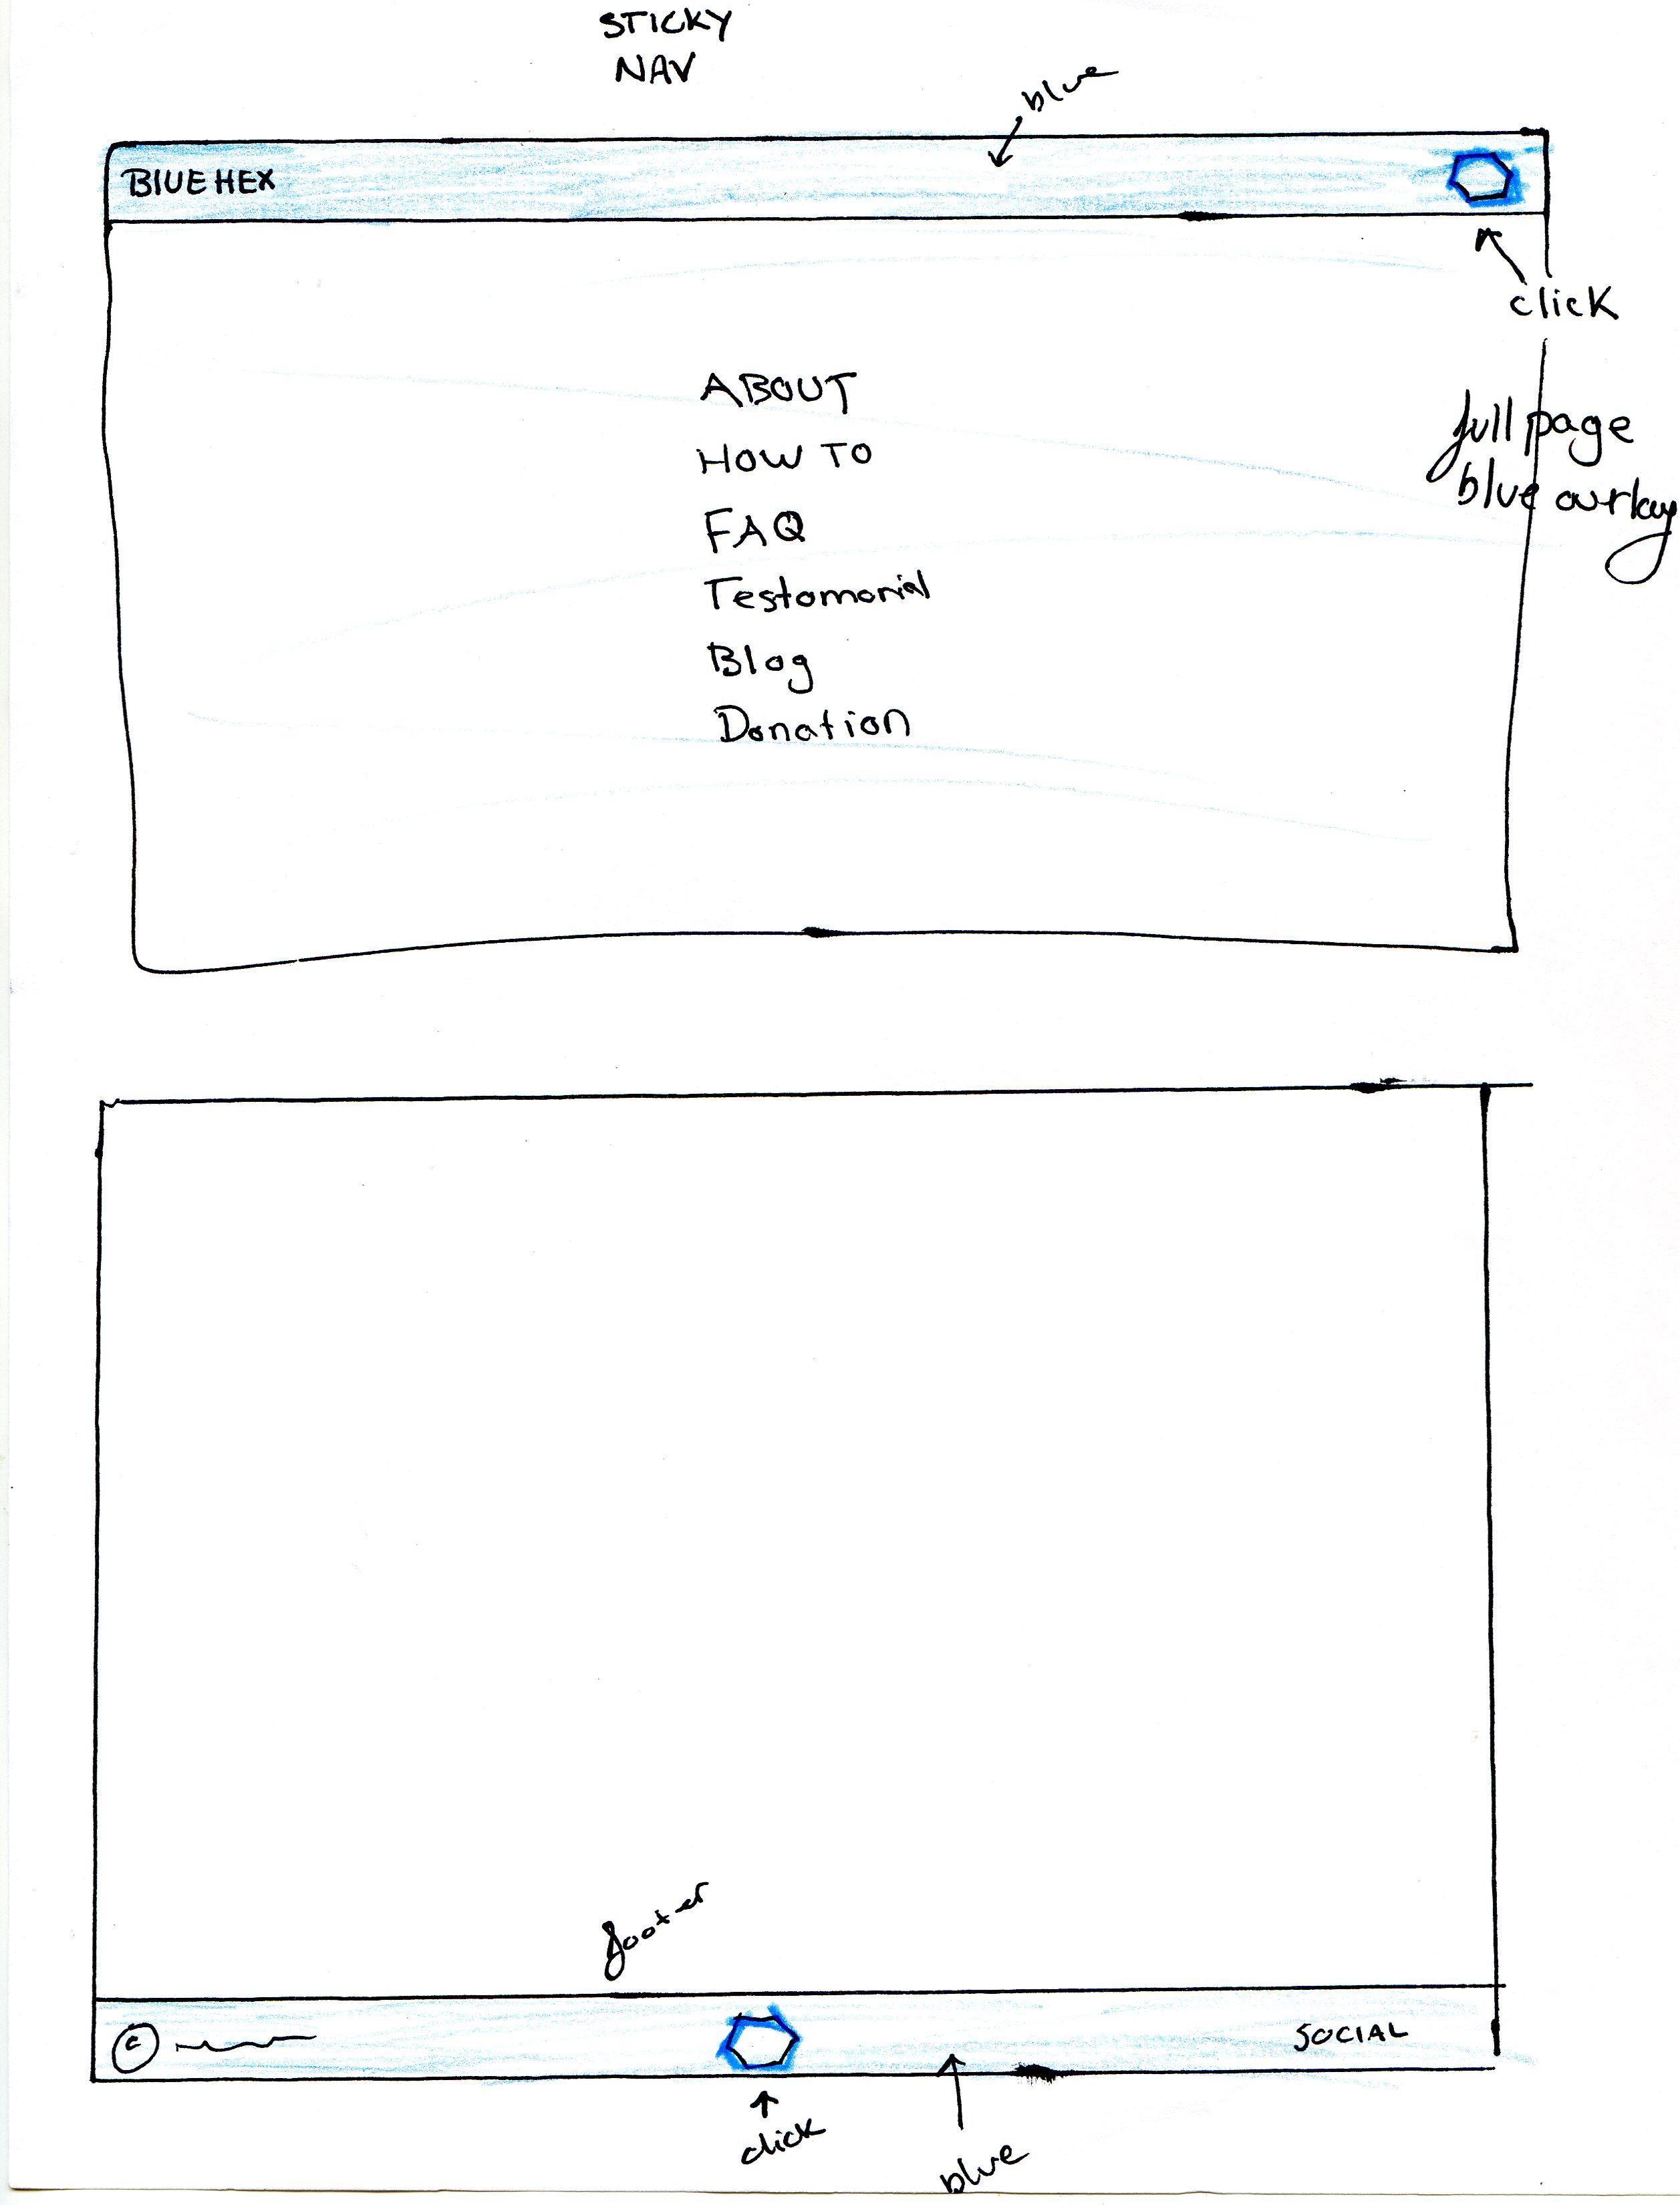 STICKY
NAV
blue
BLUE HEX
click
full page
blue overlay
ABOUT
HOW TO
FAQ
Testomonial
Blog
Donation
footer
©
SOCIAL
click
blue